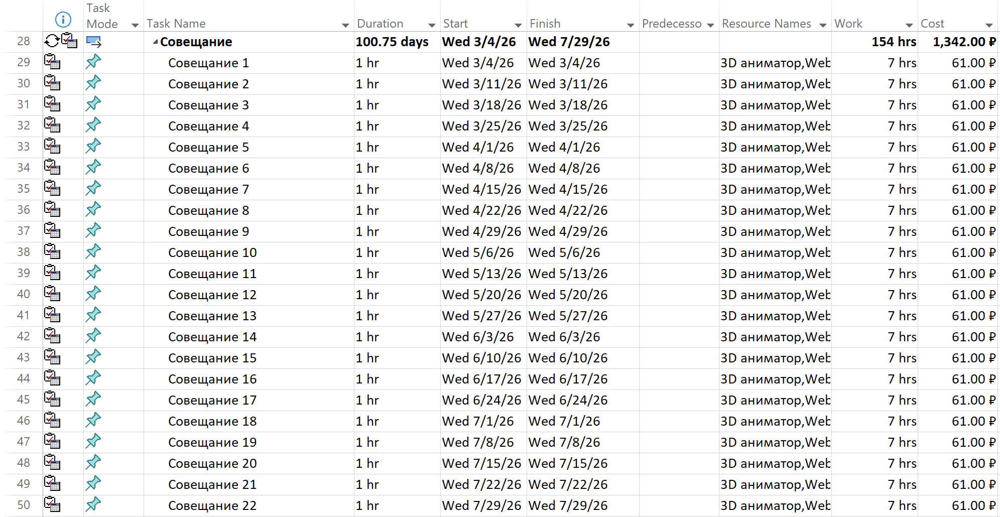 Task Mode Task Name Duration Start Finish Predecesso Resource Names Work Cost
28 Совещание 100.75 days Wed 3/4/26 Wed 7/29/26 154 hrs 1,342.00 ₽
29 Совещание 1 1 hr Wed 3/4/26 Wed 3/4/26 3D аниматор,Web 7 hrs 61.00 ₽
30 Совещание 2 1 hr Wed 3/11/26 Wed 3/11/26 3D аниматор,Web 7 hrs 61.00 ₽
31 Совещание 3 1 hr Wed 3/18/26 Wed 3/18/26 3D аниматор,Web 7 hrs 61.00 ₽
32 Совещание 4 1 hr Wed 3/25/26 Wed 3/25/26 3D аниматор,Web 7 hrs 61.00 ₽
33 Совещание 5 1 hr Wed 4/1/26 Wed 4/1/26 3D аниматор,Web 7 hrs 61.00 ₽
34 Совещание 6 1 hr Wed 4/8/26 Wed 4/8/26 3D аниматор,Web 7 hrs 61.00 ₽
35 Совещание 7 1 hr Wed 4/15/26 Wed 4/15/26 3D аниматор,Web 7 hrs 61.00 ₽
36 Совещание 8 1 hr Wed 4/22/26 Wed 4/22/26 3D аниматор,Web 7 hrs 61.00 ₽
37 Совещание 9 1 hr Wed 4/29/26 Wed 4/29/26 3D аниматор,Web 7 hrs 61.00 ₽
38 Совещание 10 1 hr Wed 5/6/26 Wed 5/6/26 3D аниматор,Web 7 hrs 61.00 ₽
39 Совещание 11 1 hr Wed 5/13/26 Wed 5/13/26 3D аниматор,Web 7 hrs 61.00 ₽
40 Совещание 12 1 hr Wed 5/20/26 Wed 5/20/26 3D аниматор,Web 7 hrs 61.00 ₽
41 Совещание 13 1 hr Wed 5/27/26 Wed 5/27/26 3D аниматор,Web 7 hrs 61.00 ₽
42 Совещание 14 1 hr Wed 6/3/26 Wed 6/3/26 3D аниматор,Web 7 hrs 61.00 ₽
43 Совещание 15 1 hr Wed 6/10/26 Wed 6/10/26 3D аниматор,Web 7 hrs 61.00 ₽
44 Совещание 16 1 hr Wed 6/17/26 Wed 6/17/26 3D аниматор,Web 7 hrs 61.00 ₽
45 Совещание 17 1 hr Wed 6/24/26 Wed 6/24/26 3D аниматор,Web 7 hrs 61.00 ₽
46 Совещание 18 1 hr Wed 7/1/26 Wed 7/1/26 3D аниматор,Web 7 hrs 61.00 ₽
47 Совещание 19 1 hr Wed 7/8/26 Wed 7/8/26 3D аниматор,Web 7 hrs 61.00 ₽
48 Совещание 20 1 hr Wed 7/15/26 Wed 7/15/26 3D аниматор,Web 7 hrs 61.00 ₽
49 Совещание 21 1 hr Wed 7/22/26 Wed 7/22/26 3D аниматор,Web 7 hrs 61.00 ₽
50 Совещание 22 1 hr Wed 7/29/26 Wed 7/29/26 3D аниматор,Web 7 hrs 61.00 ₽